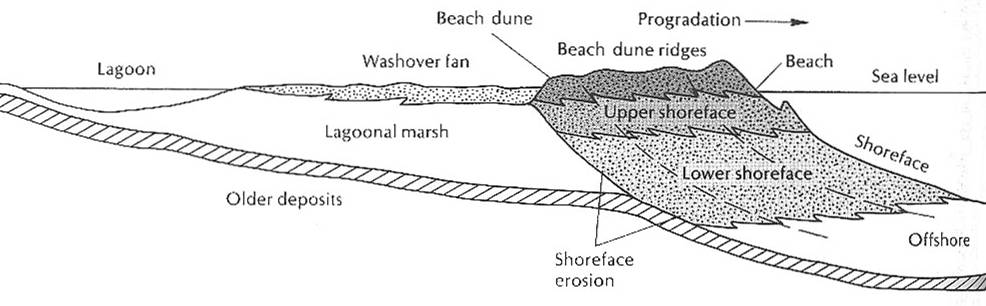 Beach dune
Progradation
Beach dune ridges
Washover fan
Beach
Lagoon
Sea level
Upper shoreface
Lagoonal marsh
Shoreface
Lower shoreface
Older deposits
Offshore
Shoreface
erosion